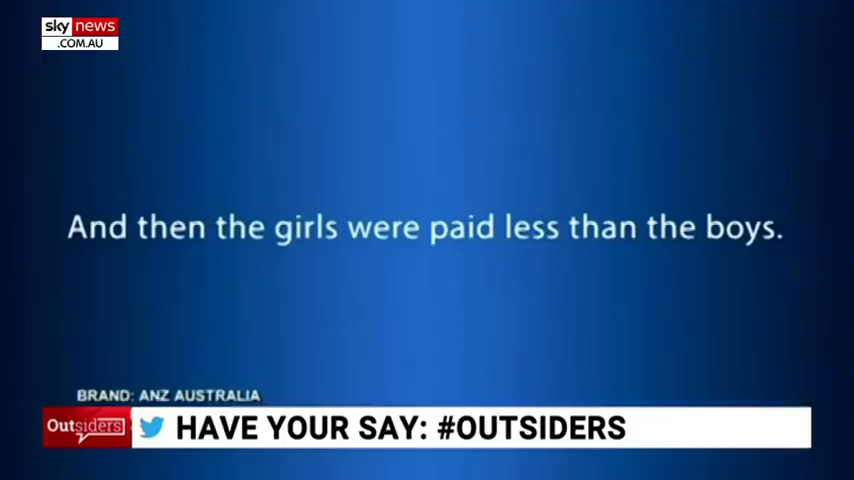 sky news
.COM.AU
And then the girls were paid less than the boys.
BRAND: ANZ AUSTRALIA
Outsiders
HAVE YOUR SAY: #OUTSIDERS